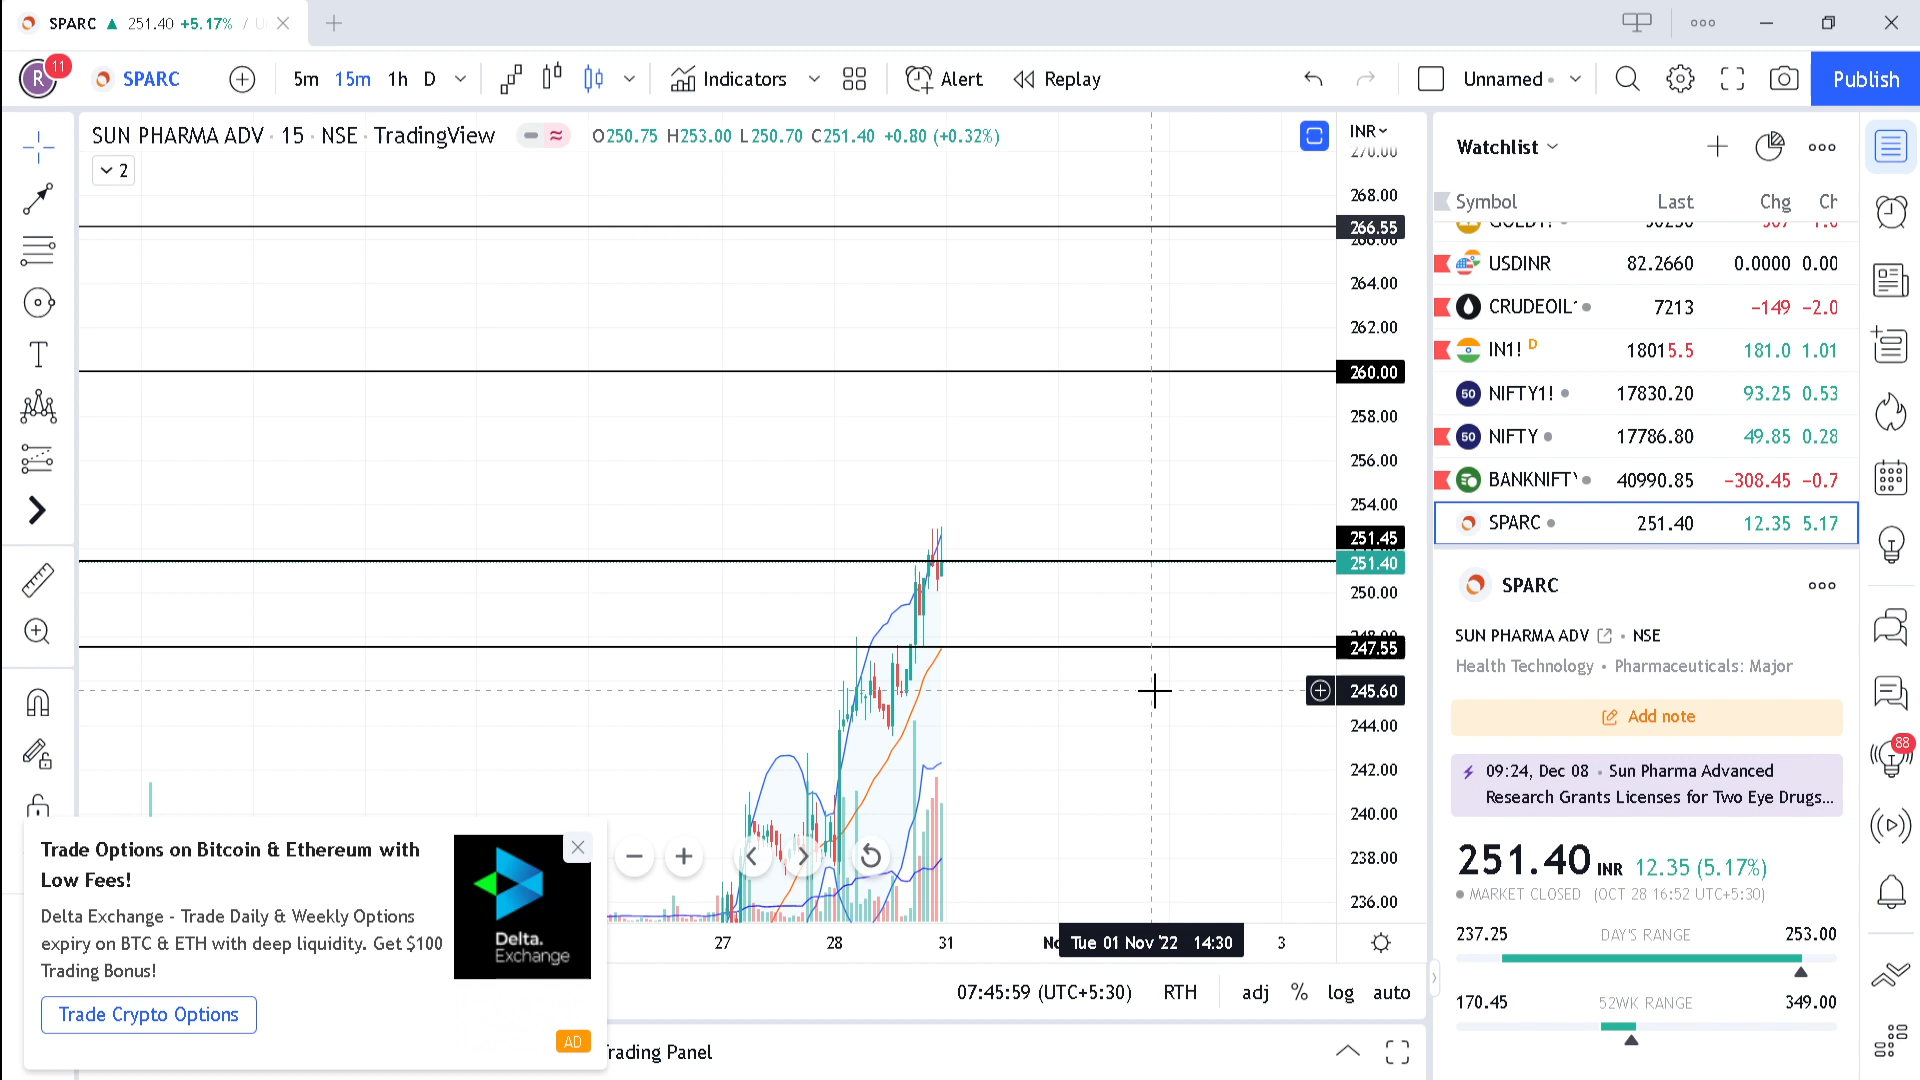 SPARC ▲ 251.40 +5.17% /
R 11 SPARC 5m 15m 1h D Indicators Alert Replay Unnamed Publish
SUN PHARMA ADV · 15 · NSE · TradingView O250.75 H253.00 L250.70 C251.40 +0.80 (+0.32%)
2
INR
270.00
268.00
266.55
266.00
264.00
262.00
260.00
258.00
256.00
254.00
251.45
251.40
250.00
248.00
247.55
245.60
244.00
242.00
240.00
238.00
236.00
27 28 31 Tue 01 Nov '22 14:30 3
07:45:59 (UTC+5:30) RTH adj % log auto
Trading Panel
Trade Options on Bitcoin & Ethereum with
Low Fees!
Delta Exchange - Trade Daily & Weekly Options
expiry on BTC & ETH with deep liquidity. Get $100
Trading Bonus!
Trade Crypto Options
Delta.
Exchange
AD
Watchlist
Symbol Last Chg
USDINR 82.2660 0.0000 0.00
CRUDEOIL 7213 −149 −2.0
IN1! D 18015.5 181.0 1.01
50 NIFTY1! 17830.20 93.25 0.53
50 NIFTY 17786.80 49.85 0.28
BANKNIFTY 40990.85 −308.45 −0.7
SPARC 251.40 12.35 5.17
SPARC
SUN PHARMA ADV • NSE
Health Technology • Pharmaceuticals: Major
Add note
09:24, Dec 08 • Sun Pharma Advanced
Research Grants Licenses for Two Eye Drugs...
251.40 INR 12.35 (5.17%)
MARKET CLOSED (OCT 28 16:52 UTC+5:30)
237.25 DAY'S RANGE 253.00
170.45 52WK RANGE 349.00
88